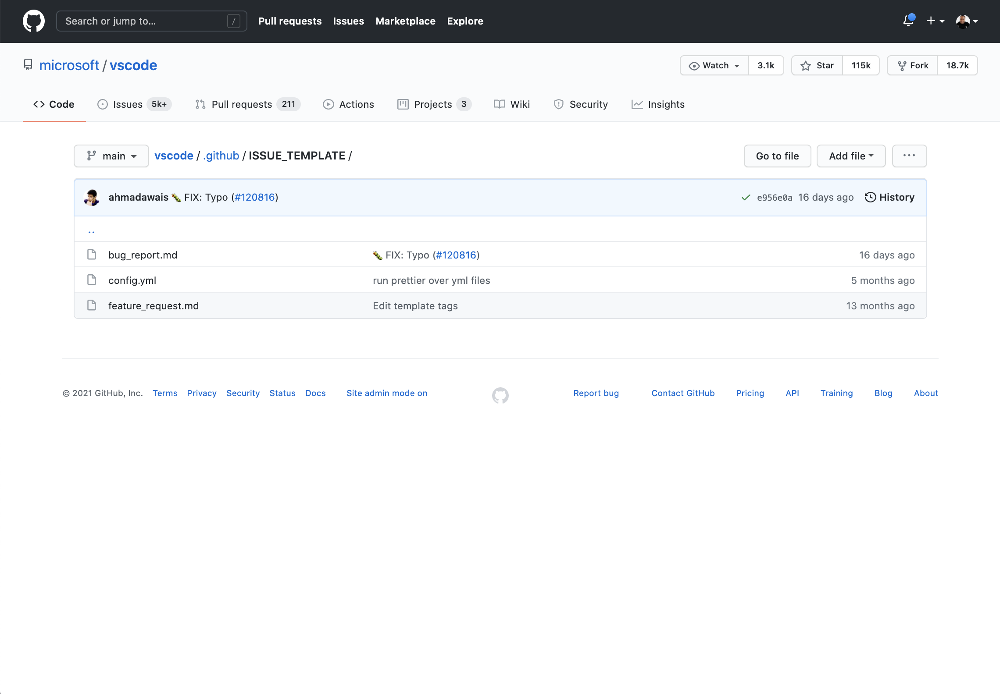 Search or jump to... / Pull requests Issues Marketplace Explore
microsoft / vscode Watch 3.1k Star 115k Fork 18.7k
Code Issues 5k+ Pull requests 211 Actions Projects 3 Wiki Security Insights
main vscode / .github / ISSUE_TEMPLATE / Go to file Add file ...
ahmadawais 🐛 FIX: Typo (#120816) e956e0a 16 days ago History
..
bug_report.md 🐛 FIX: Typo (#120816) 16 days ago
config.yml run prettier over yml files 5 months ago
feature_request.md Edit template tags 13 months ago
© 2021 GitHub, Inc. Terms Privacy Security Status Docs Site admin mode on Report bug Contact GitHub Pricing API Training Blog About